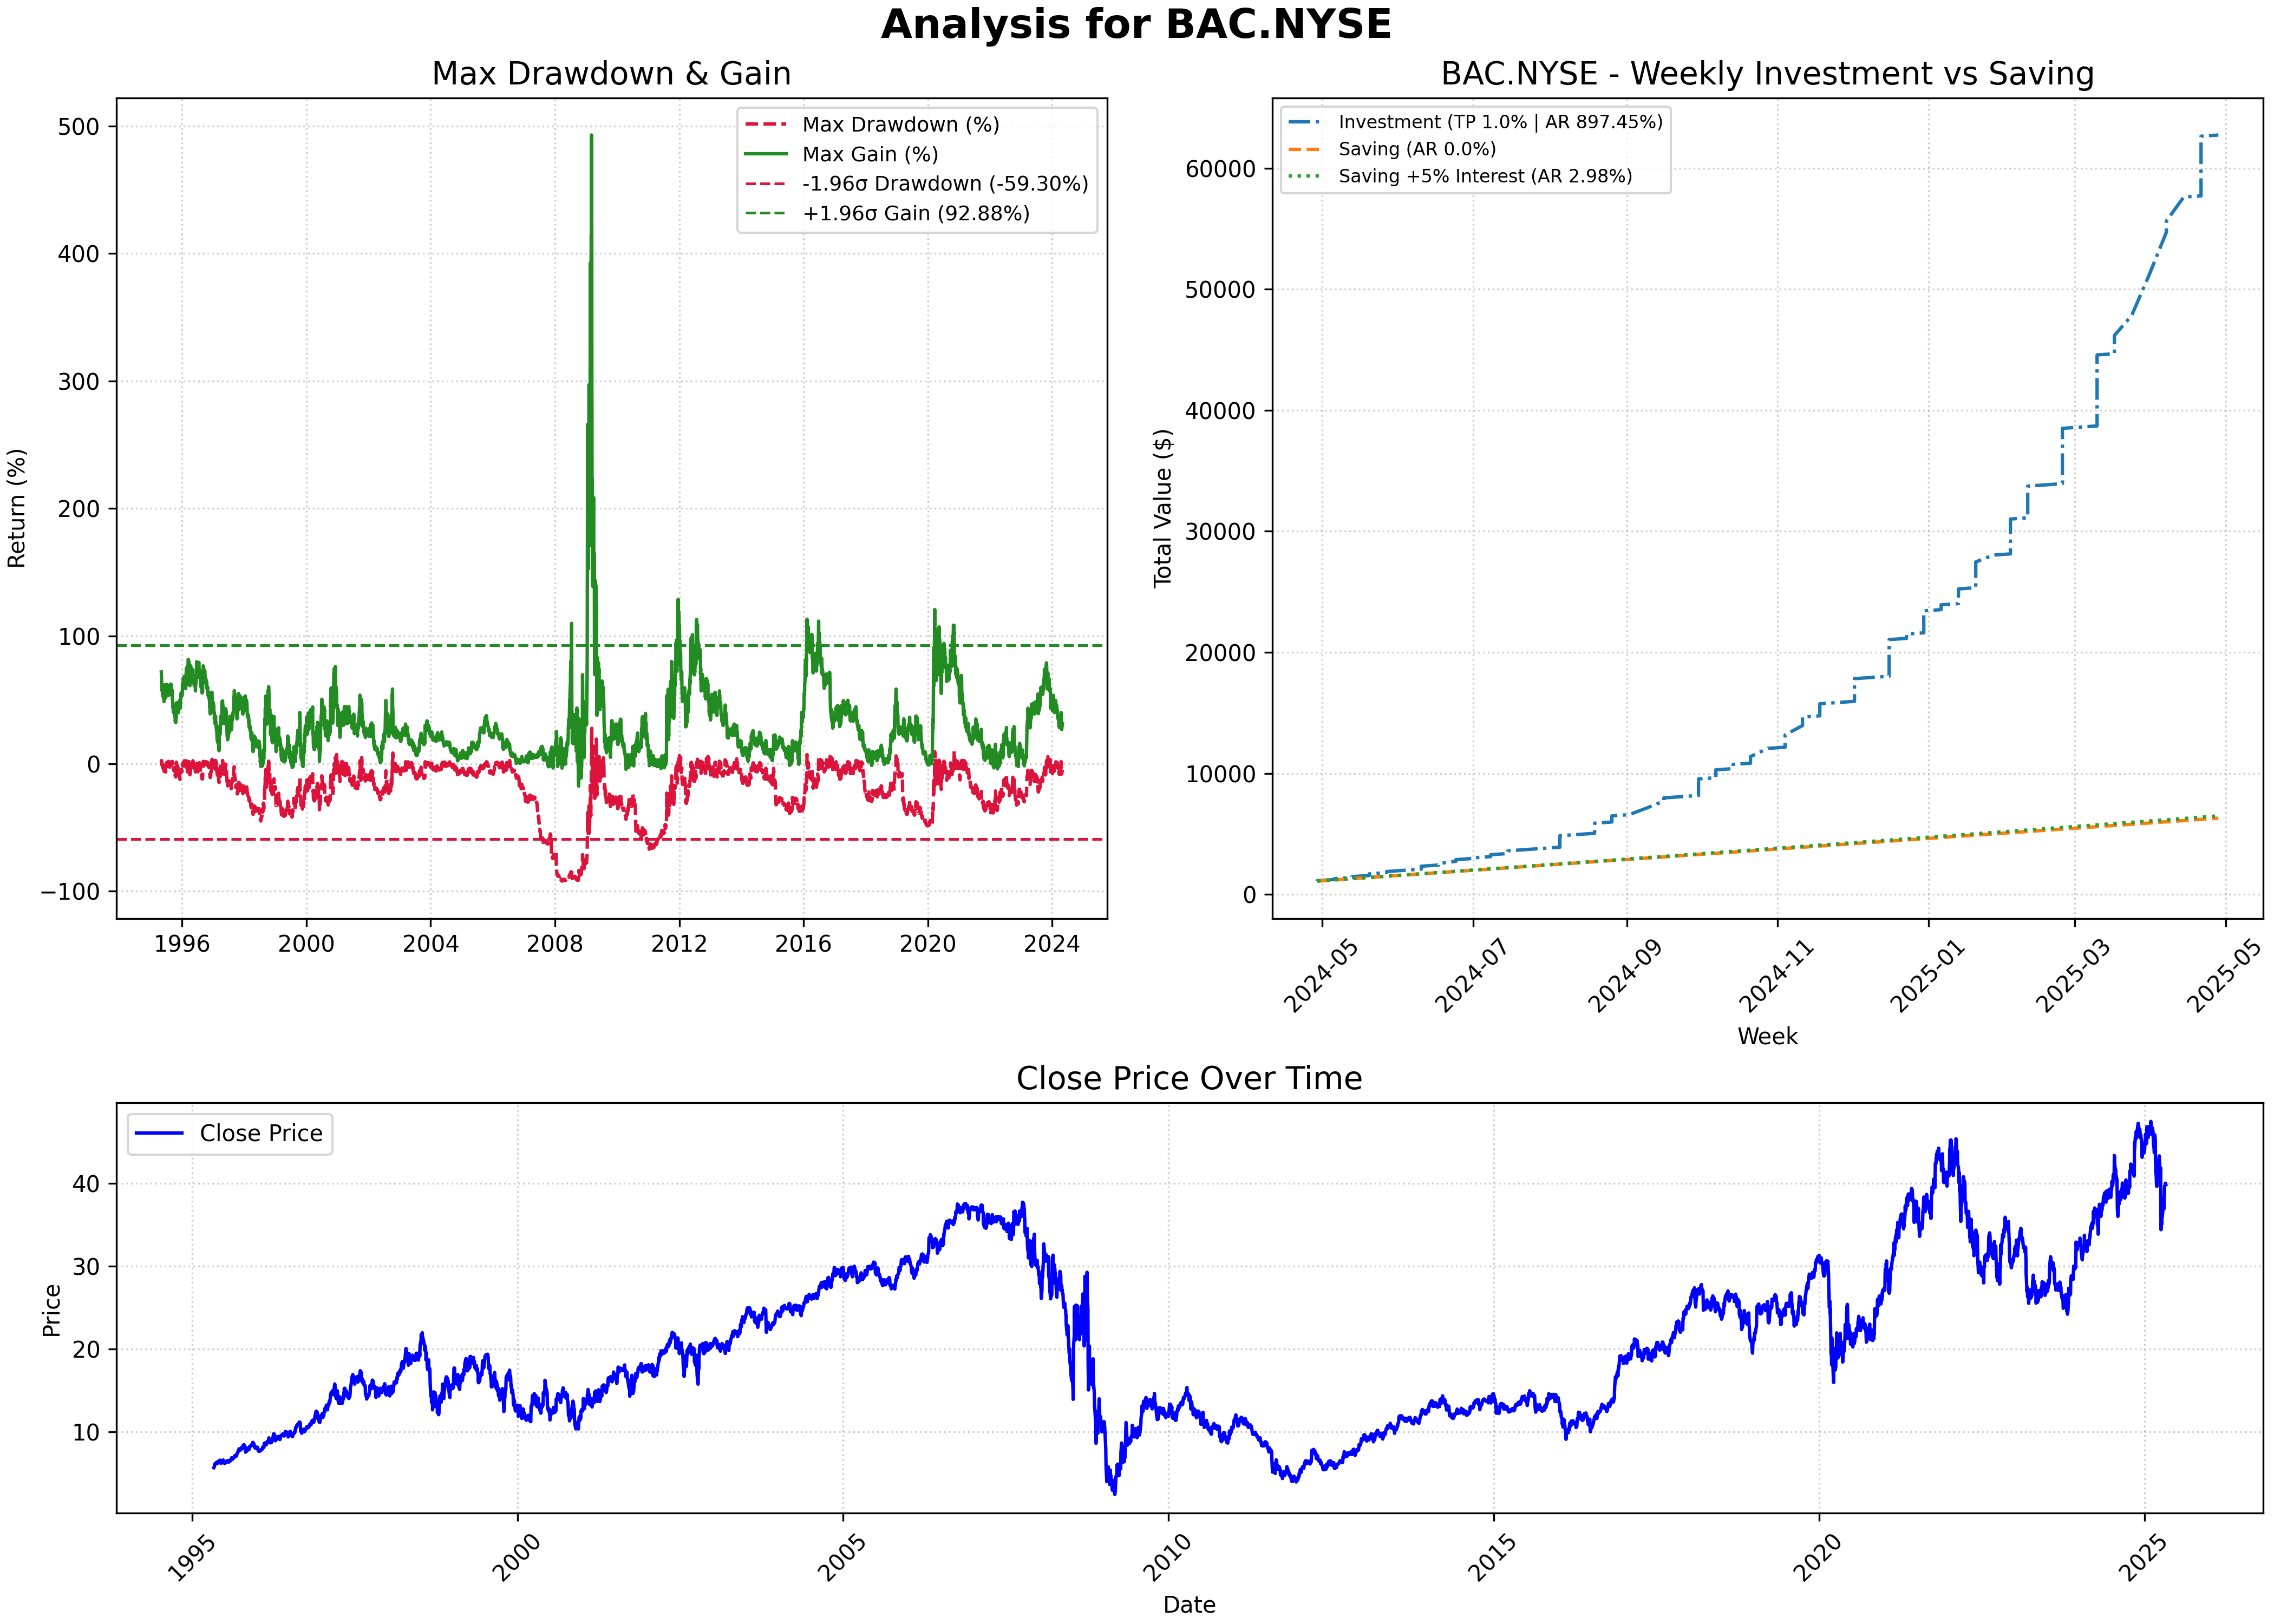 Analysis for BAC.NYSE
Max Drawdown & Gain
Return (%)
500
400
300
200
100
0
−100
1996
2000
2004
2008
2012
2016
2020
2024
Max Drawdown (%)
Max Gain (%)
-1.96σ Drawdown (-59.30%)
+1.96σ Gain (92.88%)
BAC.NYSE - Weekly Investment vs Saving
Total Value ($)
60000
50000
40000
30000
20000
10000
0
2024-05
2024-07
2024-09
2024-11
2025-01
2025-03
2025-05
Week
Investment (TP 1.0% | AR 897.45%)
Saving (AR 0.0%)
Saving +5% Interest (AR 2.98%)
Close Price Over Time
Price
40
30
20
10
1995
2000
2005
2010
2015
2020
2025
Date
Close Price